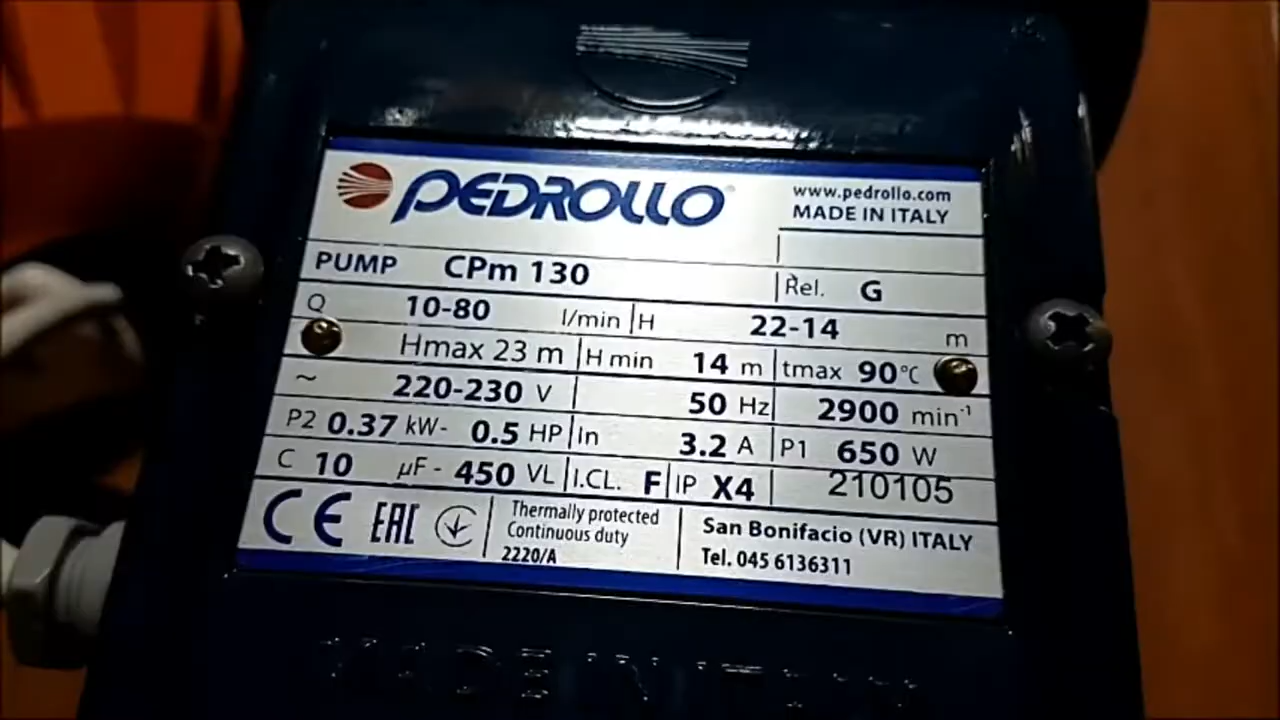 PEDROLLO
www.pedrollo.com
MADE IN ITALY
PUMP CPm 130 Rel. G
Q 10-80 l/min H 22-14 m
Hmax 23 m H min 14 m tmax 90°C
~ 220-230 V 50 Hz 2900 min-1
P2 0.37 kW- 0.5 HP In 3.2 A P1 650 W
C 10 µF - 450 VL I.CL. F IP X4 210105
CE EAC
Thermally protected
Continuous duty
2220/A
San Bonifacio (VR) ITALY
Tel. 045 6136311
MADE IN ITALY